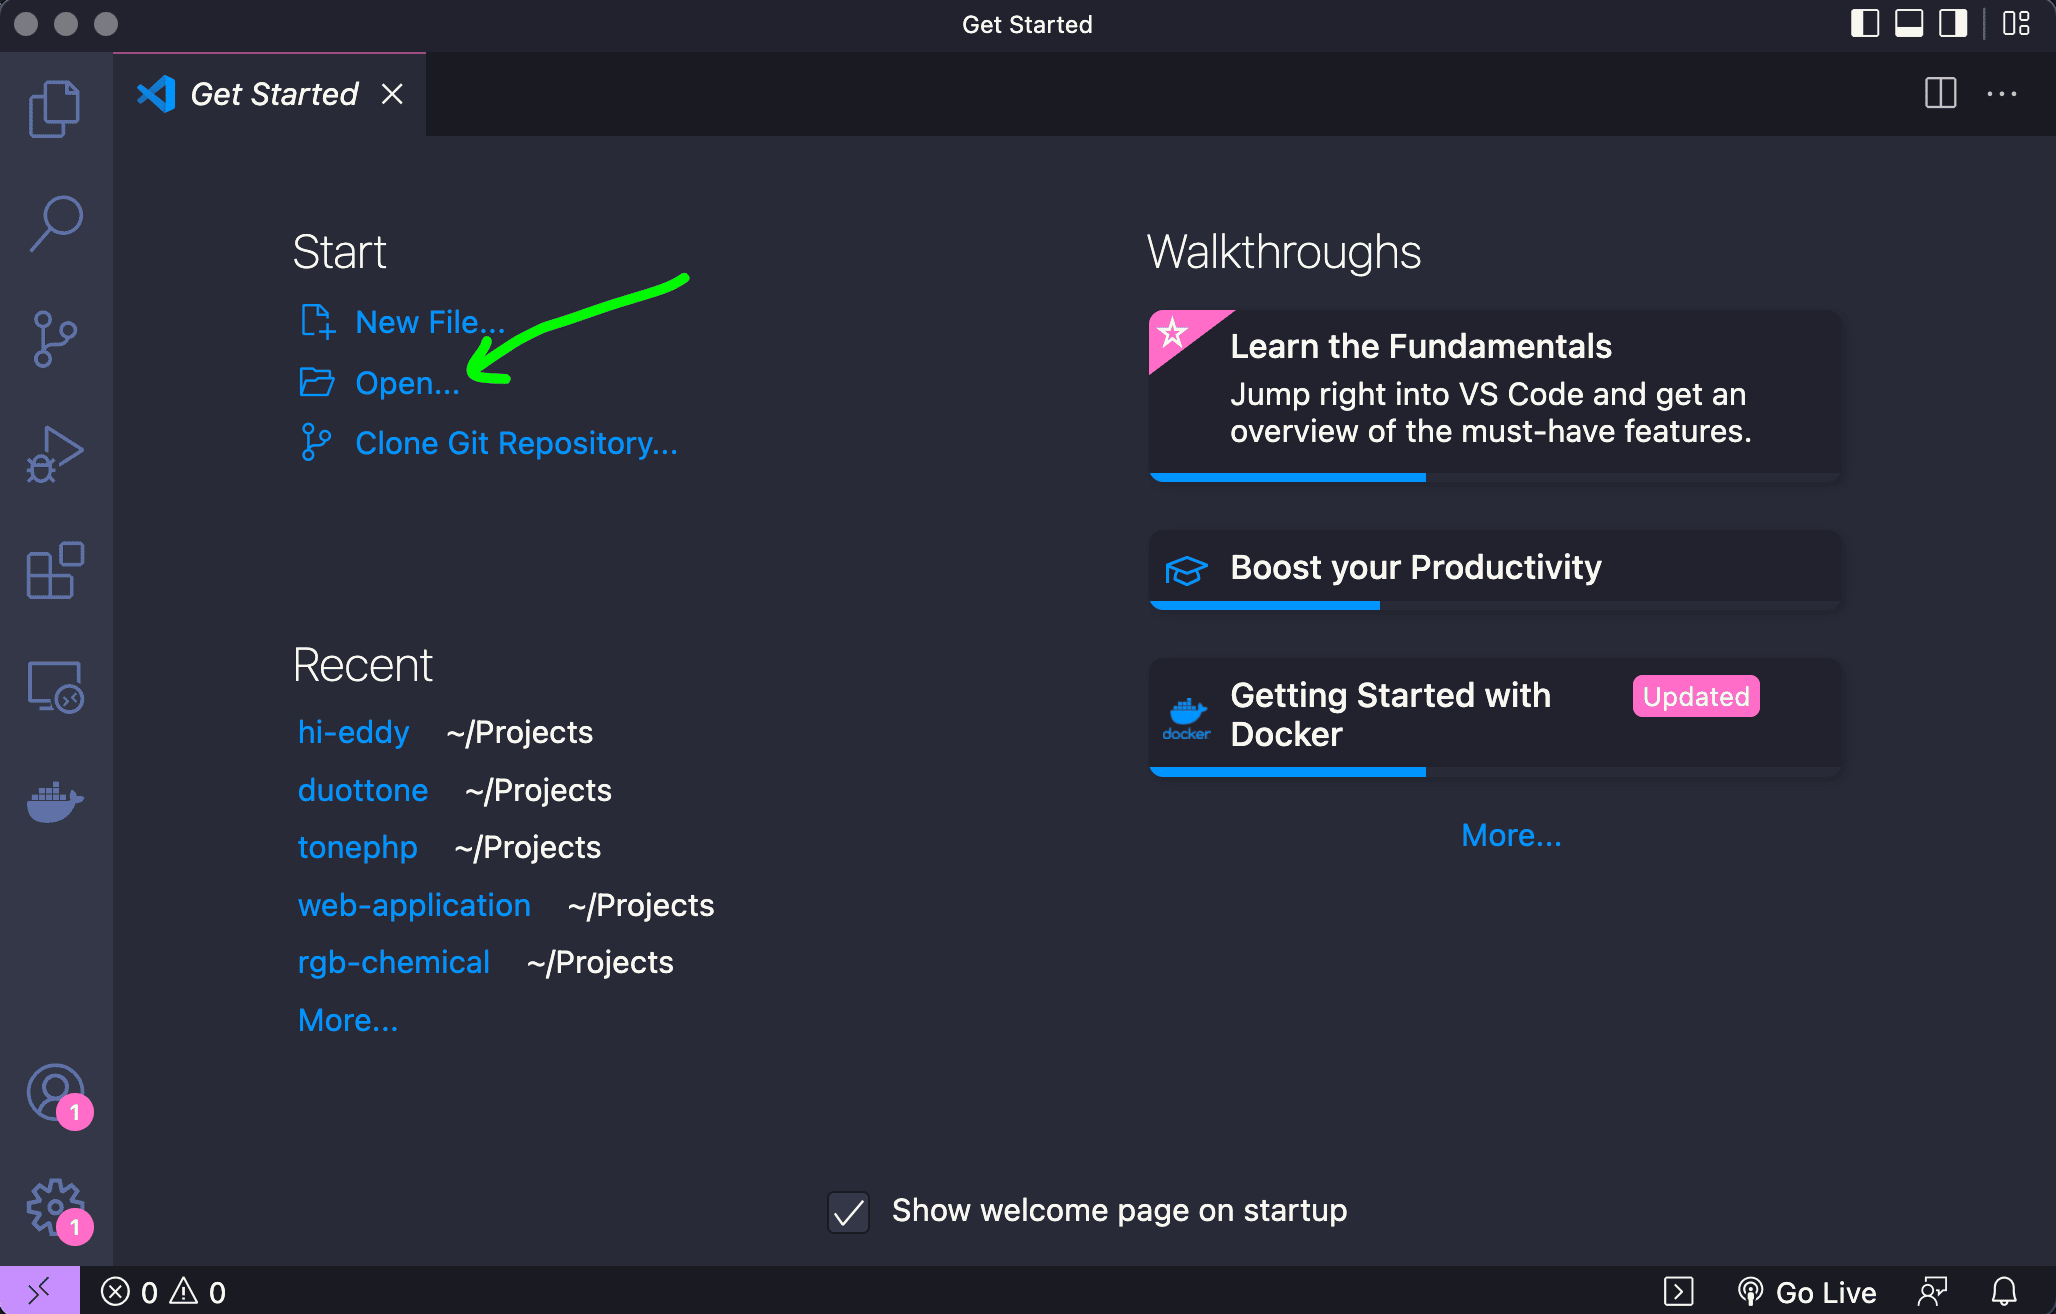 Get Started
Get Started
Start
New File...
Open...
Clone Git Repository...
Recent
hi-eddy ~/Projects
duottone ~/Projects
tonephp ~/Projects
web-application ~/Projects
rgb-chemical ~/Projects
More...
Walkthroughs
Learn the Fundamentals
Jump right into VS Code and get an
overview of the must-have features.
Boost your Productivity
docker
Getting Started with
Docker
Updated
More...
1
1
Show welcome page on startup
0 0
Go Live